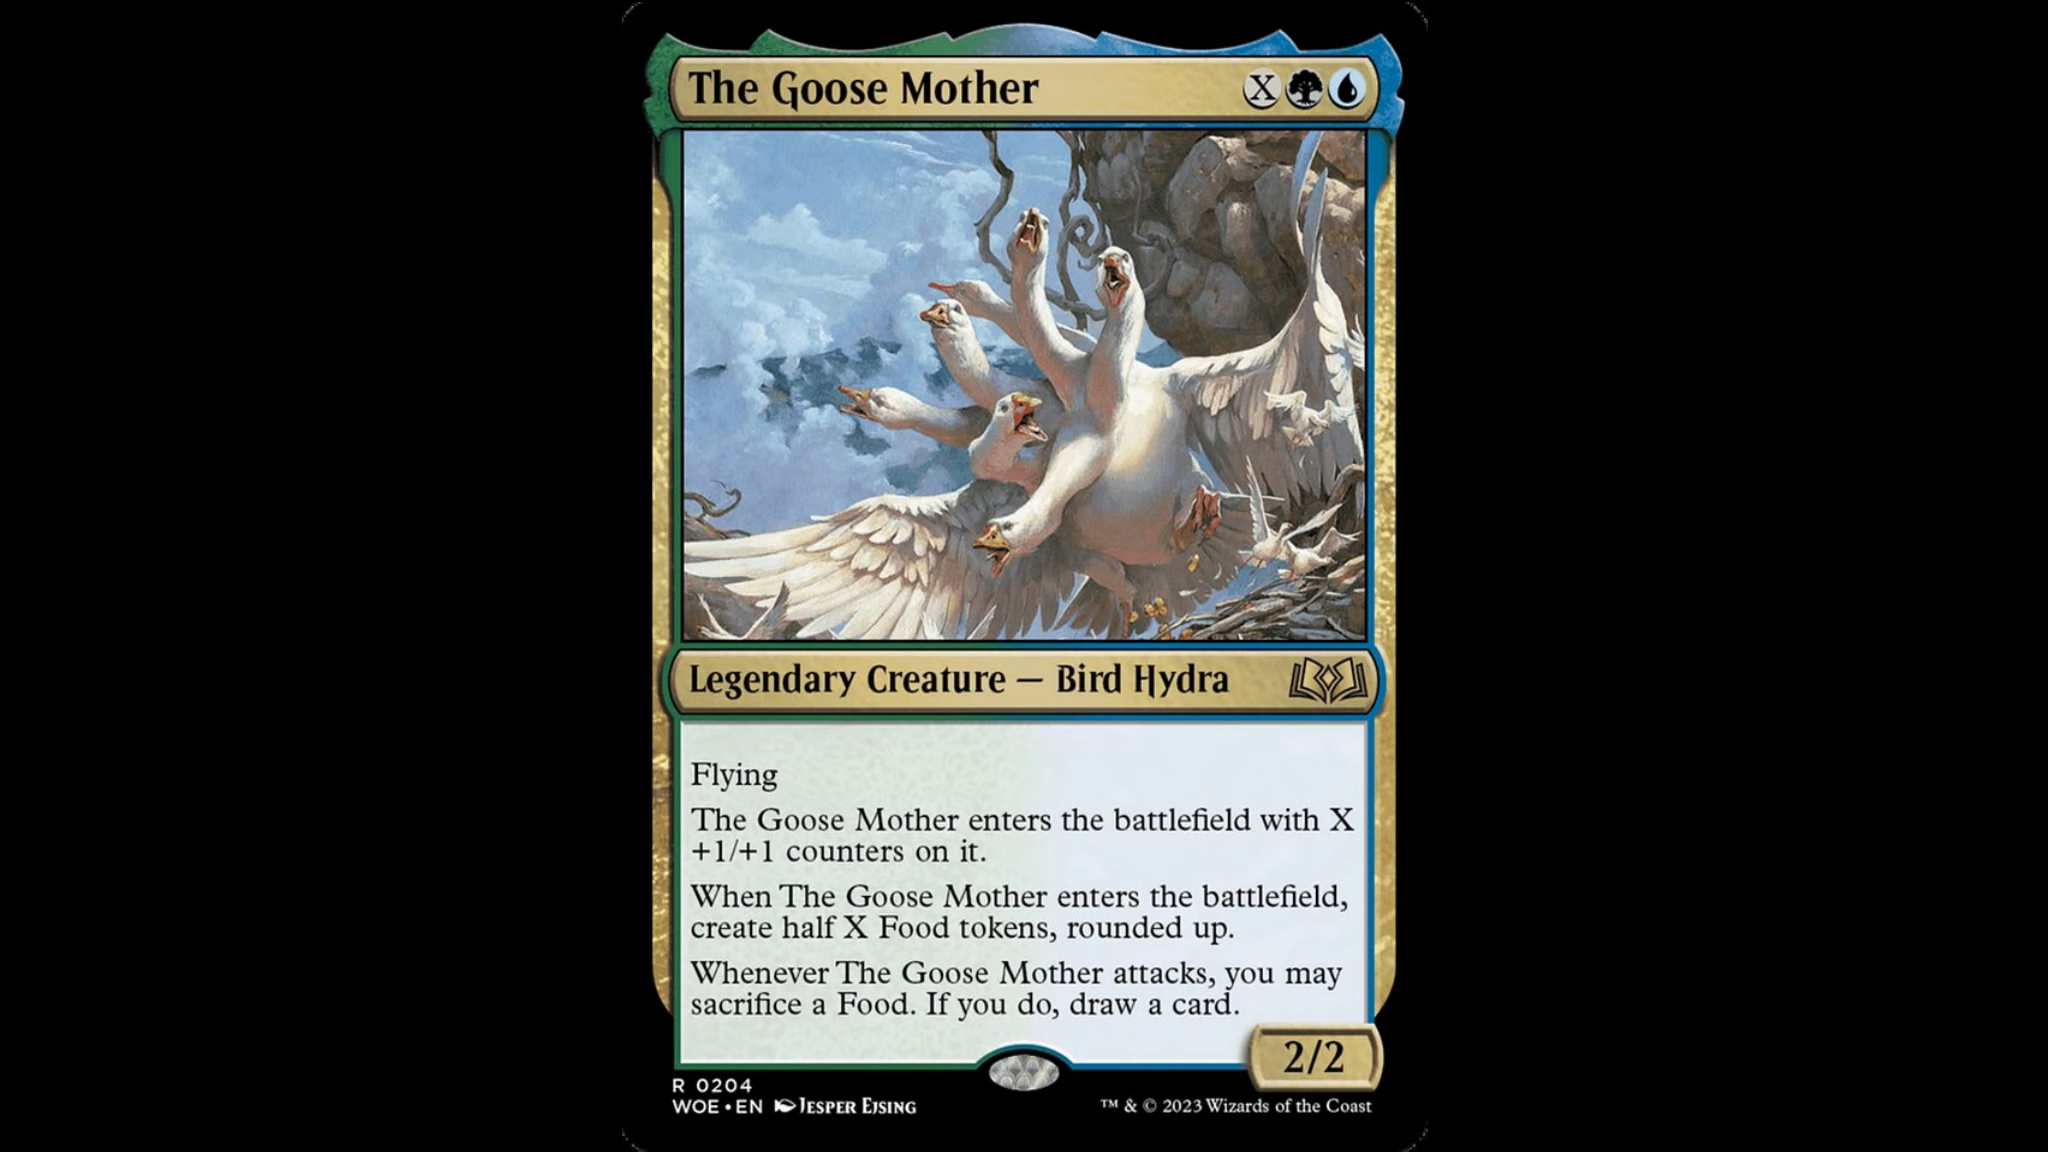 The Goose Mother X
Legendary Creature — Bird Hydra
Flying
The Goose Mother enters the battlefield with X
+1/+1 counters on it.
When The Goose Mother enters the battlefield,
create half X Food tokens, rounded up.
Whenever The Goose Mother attacks, you may
sacrifice a Food. If you do, draw a card.
2/2
R 0204
WOE • EN JESPER EJSING
™ & © 2023 Wizards of the Coast